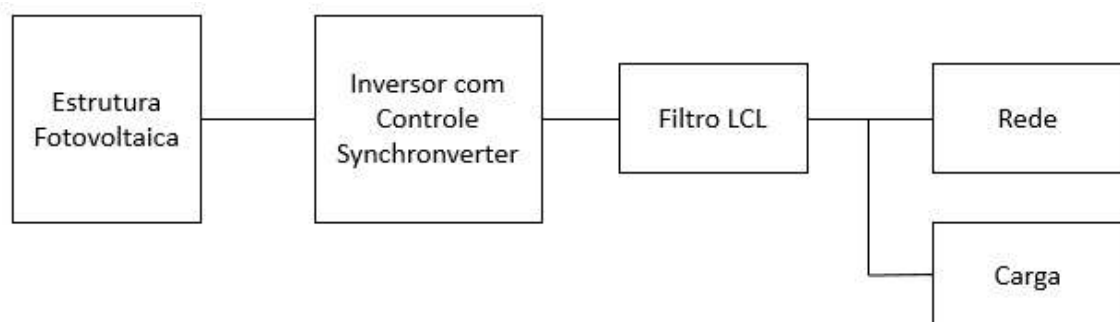 Estrutura
Fotovoltaica
Inversor com
Controle
Synchronverter
Filtro LCL
Rede
Carga